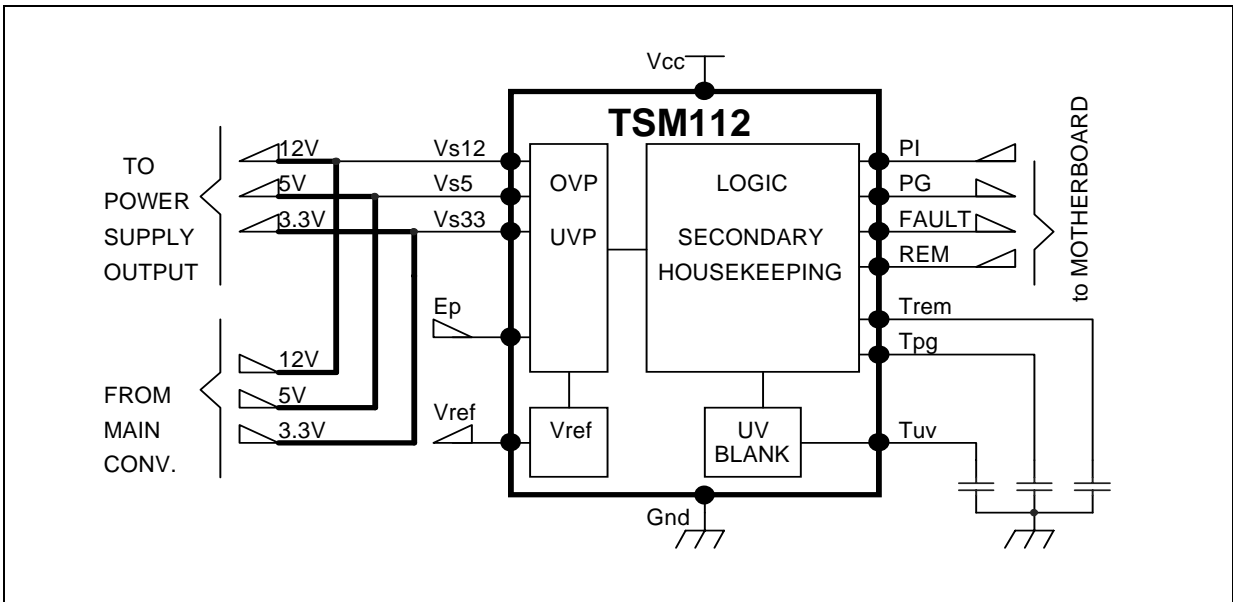 Vcc
TSM112
TO
POWER
SUPPLY
OUTPUT
12V
5V
3.3V
Vs12
Vs5
Vs33
OVP
UVP
LOGIC
SECONDARY
HOUSEKEEPING
PI
PG
FAULT
REM
to MOTHERBOARD
Ep
Trem
Tpg
FROM
MAIN
CONV.
12V
5V
3.3V
Vref
Vref
UV
BLANK
Tuv
Gnd